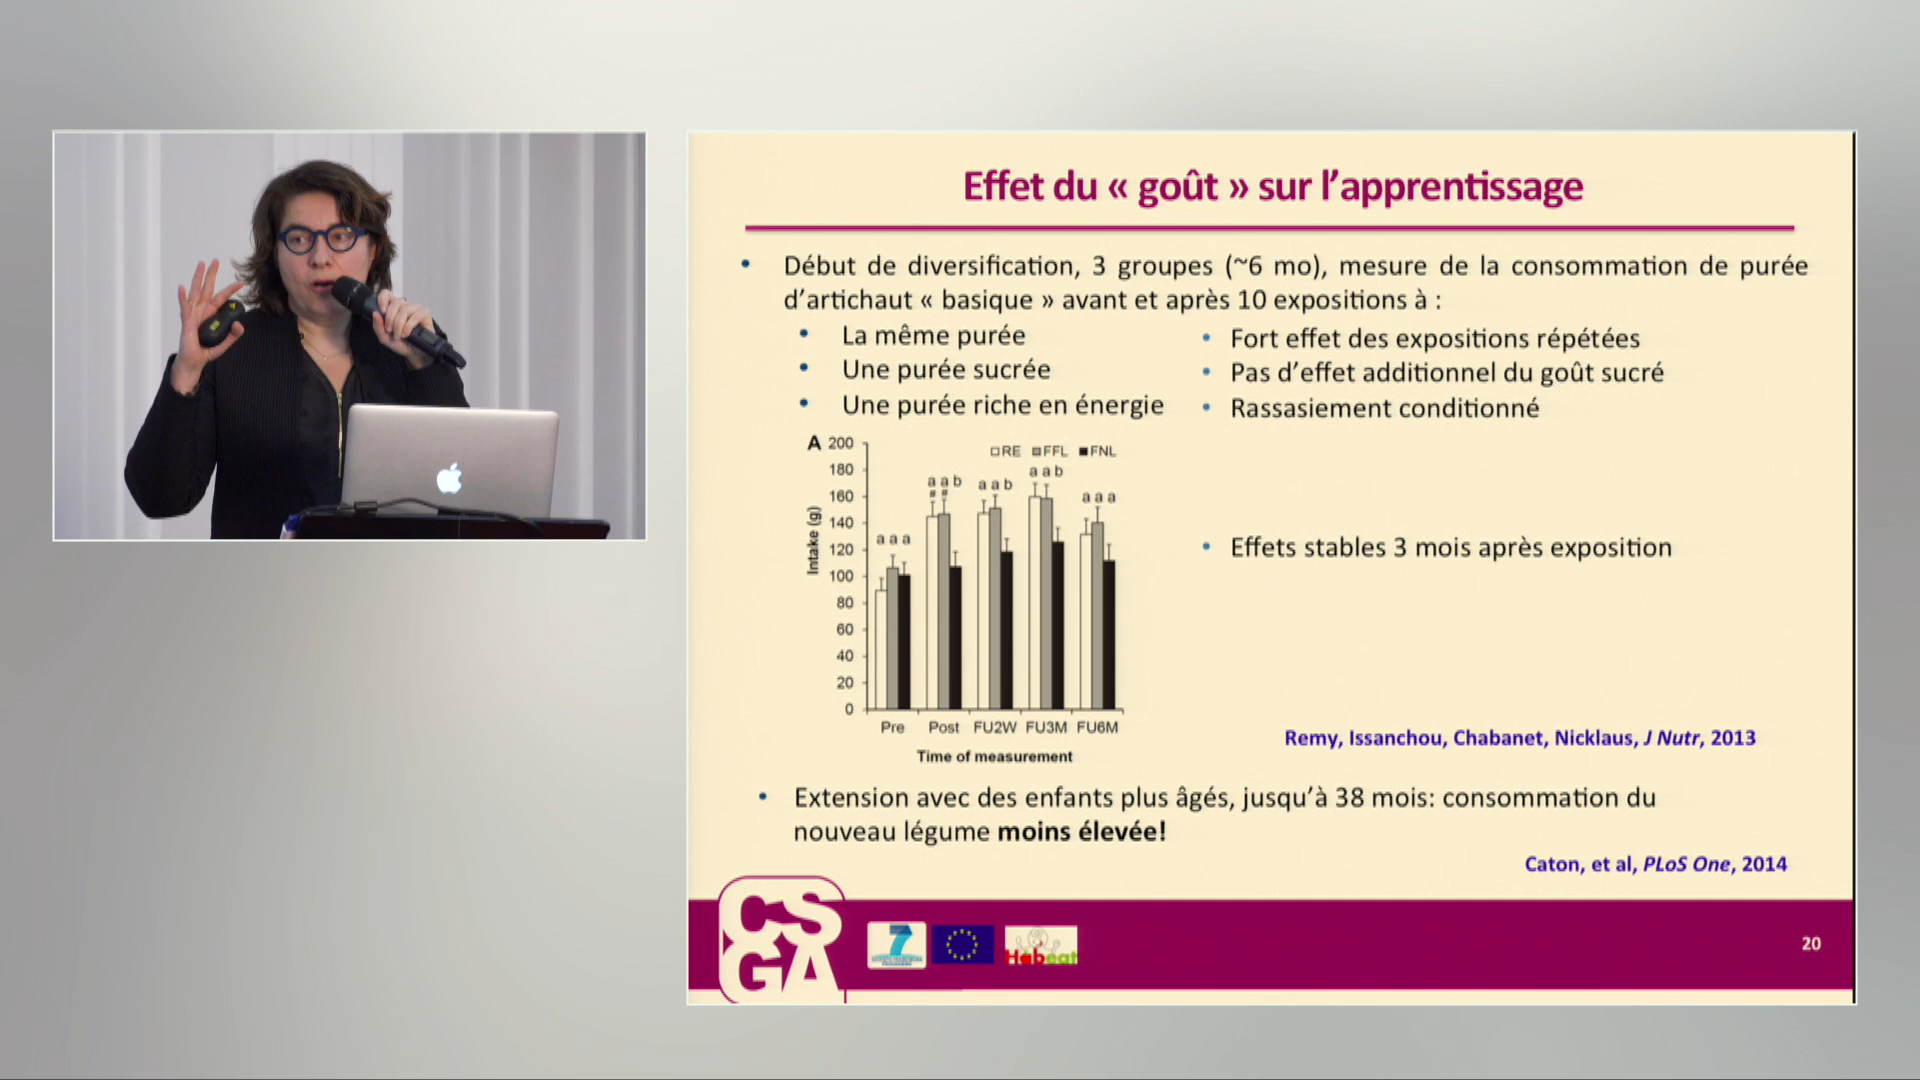 Effet du « goût » sur l'apprentissage
• Début de diversification, 3 groupes (~6 mo), mesure de la consommation de purée
d'artichaut « basique » avant et après 10 expositions à :
• La même purée
• Une purée sucrée
• Une purée riche en énergie
• Fort effet des expositions répétées
• Pas d'effet additionnel du goût sucré
• Rassasiement conditionné
A
□RE ■FFL ■FNL
200
180
160
140
120
100
80
60
40
20
0
Intake (g)
a a a
a a b
# #
a a b
a a b
a a a
Pre Post FU2W FU3M FU6M
Time of measurement
• Effets stables 3 mois après exposition
Remy, Issanchou, Chabanet, Nicklaus, J Nutr, 2013
• Extension avec des enfants plus âgés, jusqu'à 38 mois: consommation du
nouveau légume moins élevée!
Caton, et al, PLoS One, 2014
CS
GA
7
Habeat
20